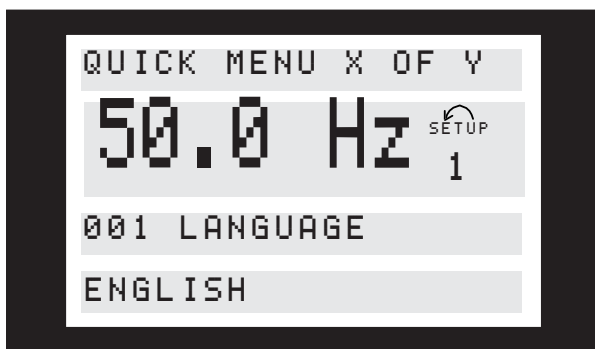 QUICK MENU X OF Y
50.0 Hz
SETUP
1
001 LANGUAGE
ENGLISH